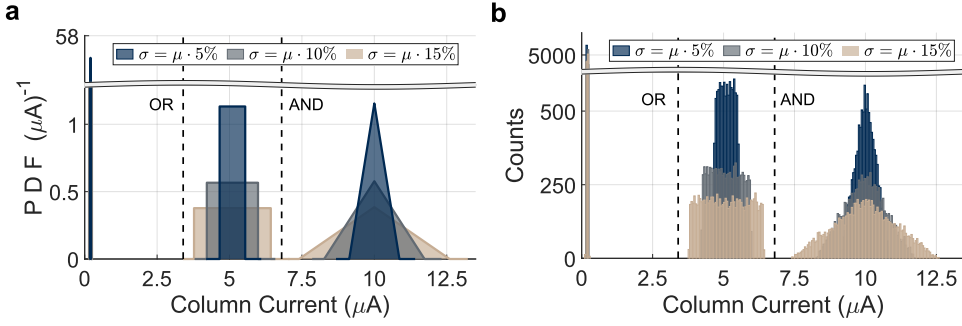 a
58
σ = μ · 5% σ = μ · 10% σ = μ · 15%
OR AND
1
0.5
0
PDF (μA)⁻¹
0 2.5 5 7.5 10 12.5
Column Current (μA)
b
5000
σ = μ · 5% σ = μ · 10% σ = μ · 15%
OR AND
500
250
0
Counts
0 2.5 5 7.5 10 12.5
Column Current (μA)